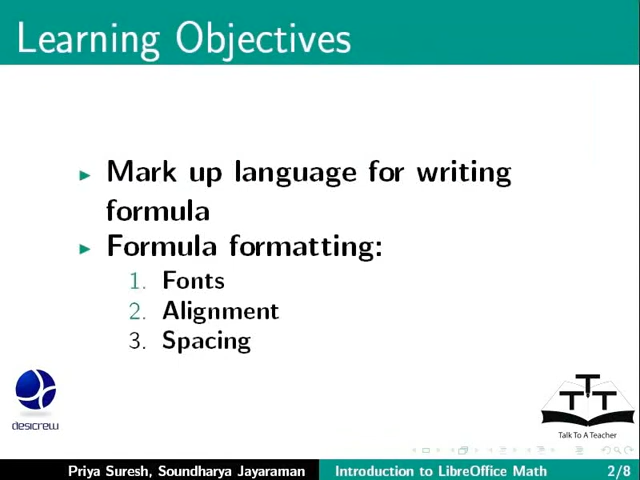 Learning Objectives
Mark up language for writing
formula
Formula formatting:
1. Fonts
2. Alignment
3. Spacing
desicrew
TTT
Talk To A Teacher
Priya Suresh, Soundharya Jayaraman Introduction to LibreOffice Math 2/8